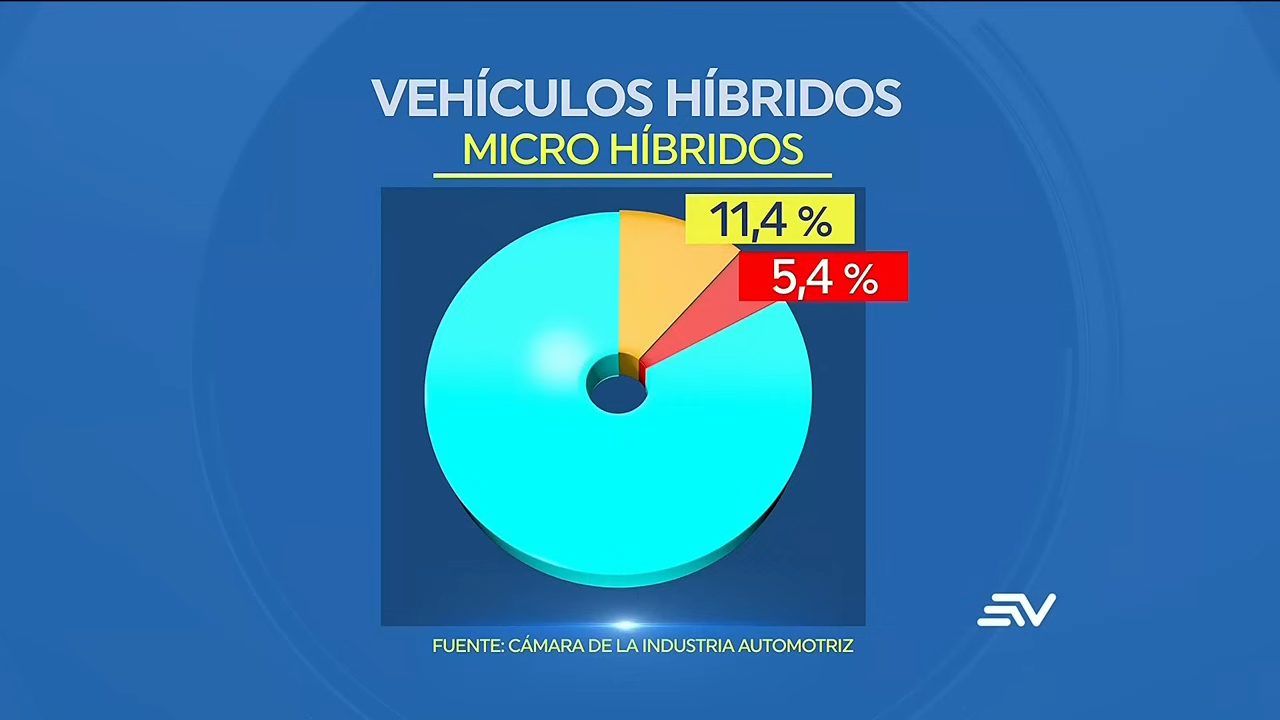 VEHÍCULOS HÍBRIDOS
MICRO HÍBRIDOS
11,4 %
5,4 %
FUENTE: CÁMARA DE LA INDUSTRIA AUTOMOTRIZ